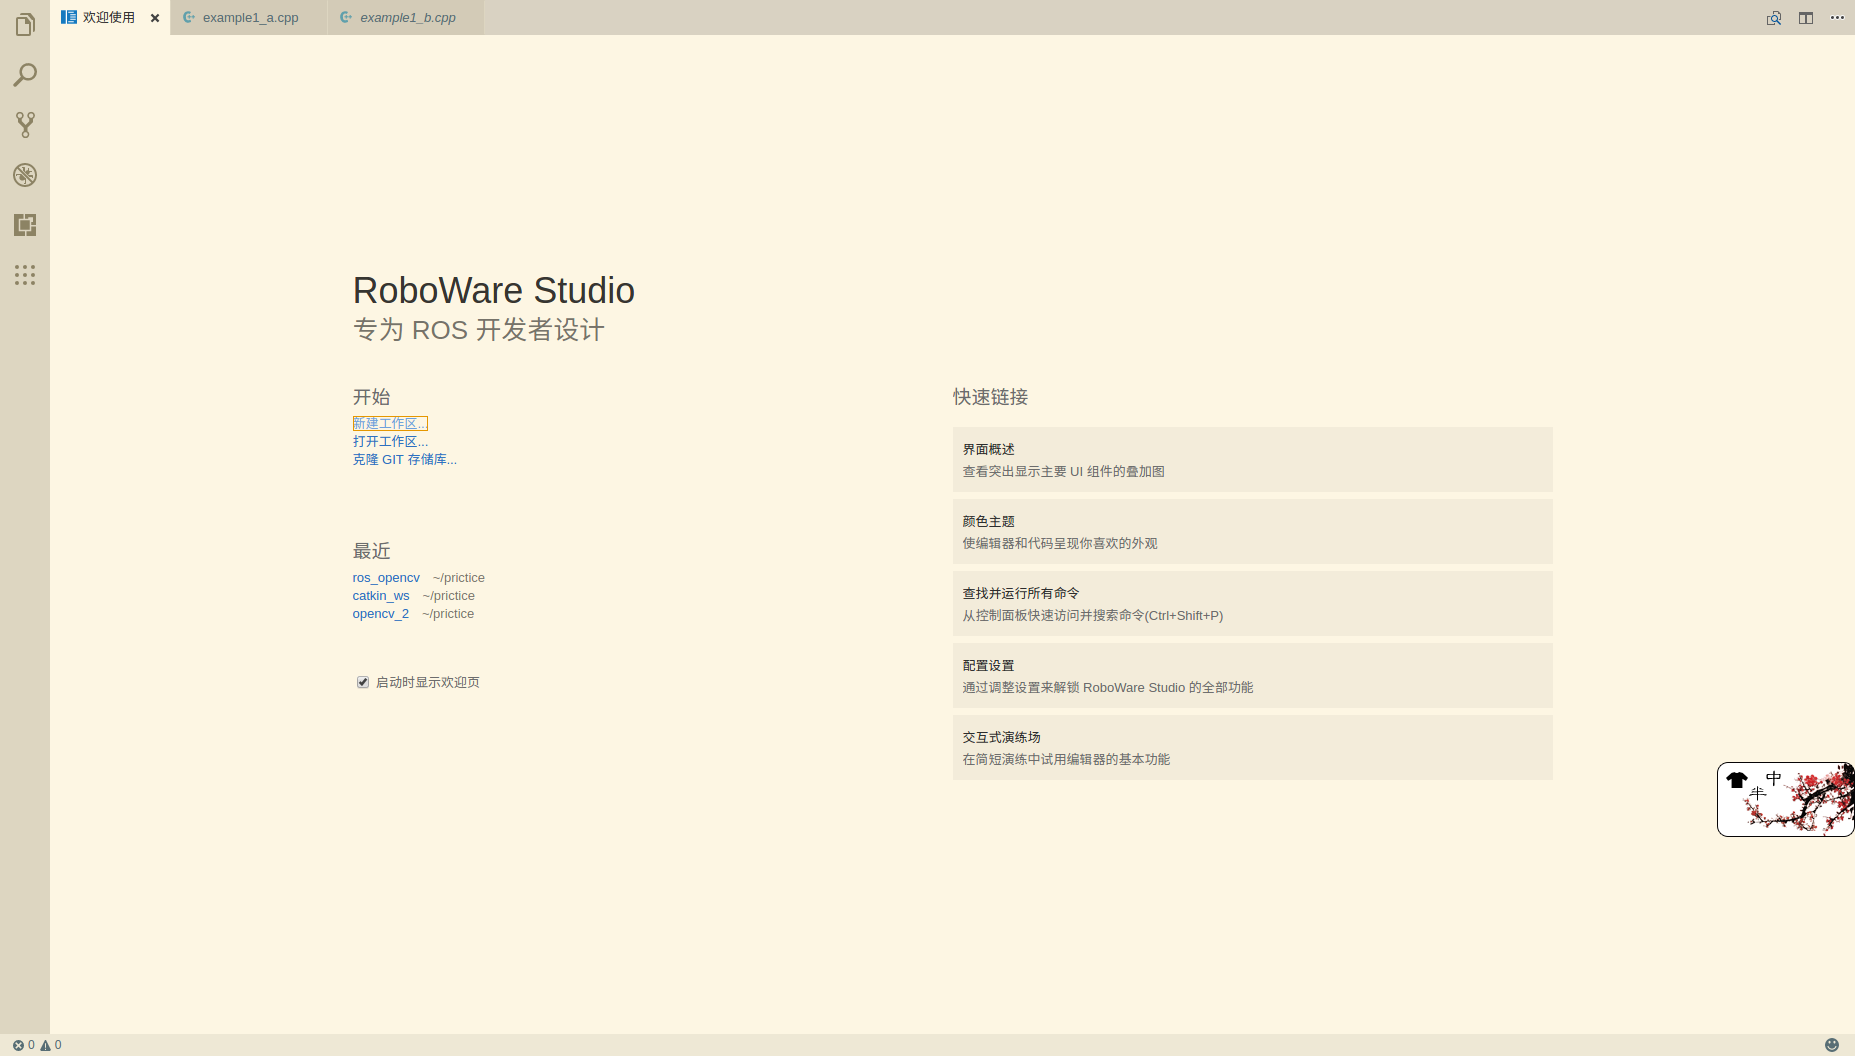 欢迎使用
example1_a.cpp
example1_b.cpp
RoboWare Studio
专为 ROS 开发者设计
开始
新建工作区...
打开工作区...
克隆 GIT 存储库...
最近
ros_opencv ~/prictice
catkin_ws ~/prictice
opencv_2 ~/prictice
启动时显示欢迎页
快速链接
界面概述
查看突出显示主要 UI 组件的叠加图
颜色主题
使编辑器和代码呈现你喜欢的外观
查找并运行所有命令
从控制面板快速访问并搜索命令(Ctrl+Shift+P)
配置设置
通过调整设置来解锁 RoboWare Studio 的全部功能
交互式演练场
在简短演练中试用编辑器的基本功能
中
半
0 0